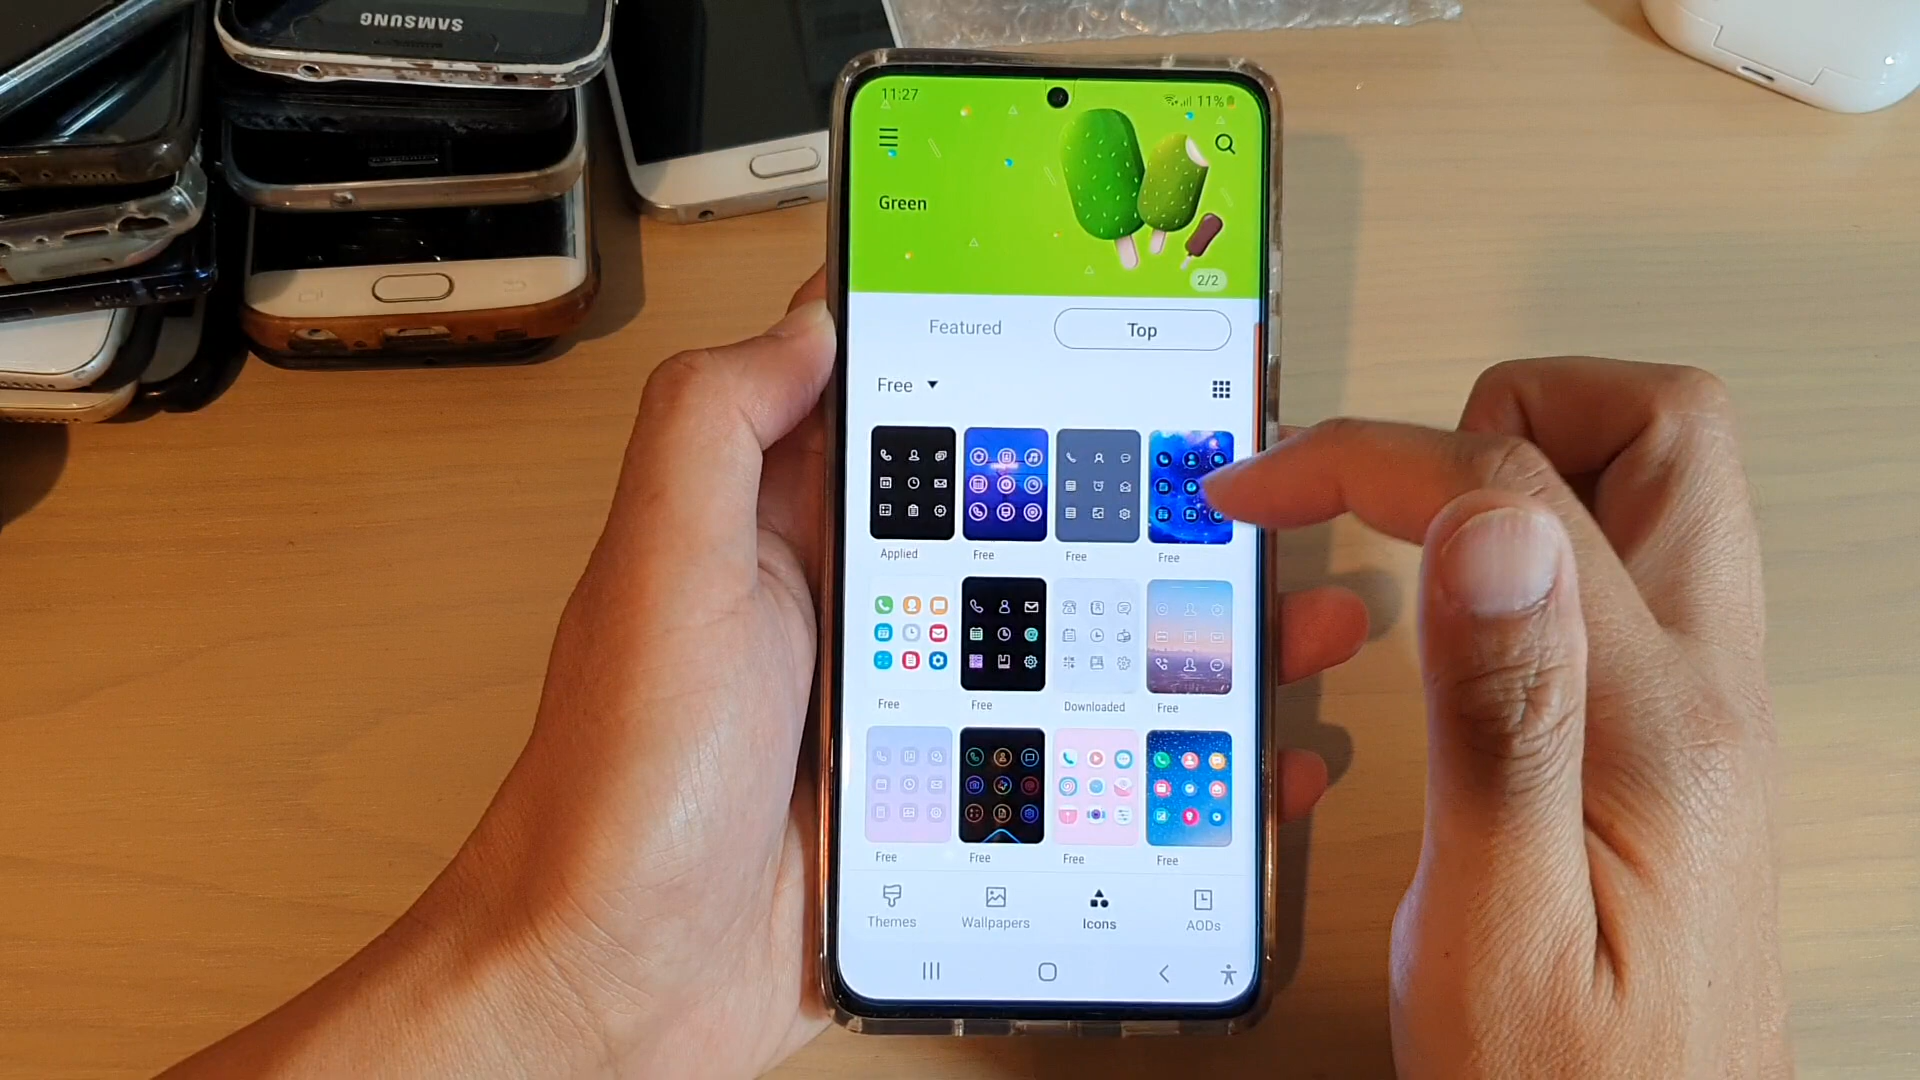 SAMSUNG
11:27
11%
Green
2/2
Featured
Top
Free
Applied
Free
Free
Free
Free
Free
Downloaded
Free
Free
Free
Free
Free
Themes
Wallpapers
Icons
AODs